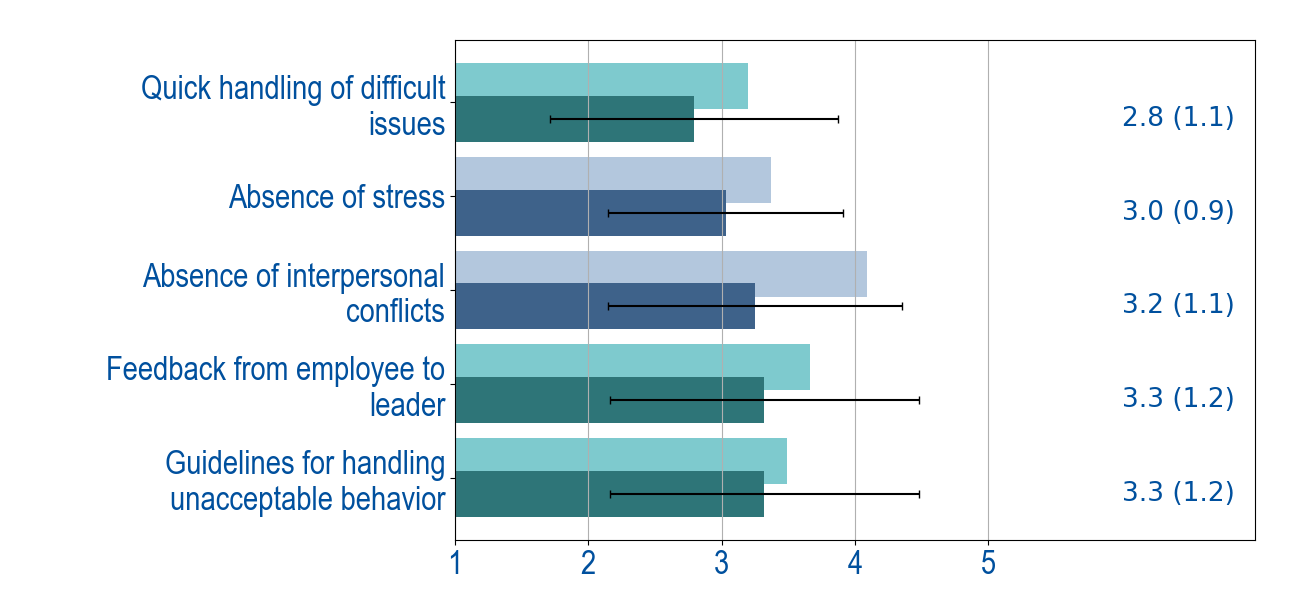 Quick handling of difficult
issues
2.8 (1.1)
Absence of stress
3.0 (0.9)
Absence of interpersonal
conflicts
3.2 (1.1)
Feedback from employee to
leader
3.3 (1.2)
Guidelines for handling
unacceptable behavior
3.3 (1.2)
1 2 3 4 5